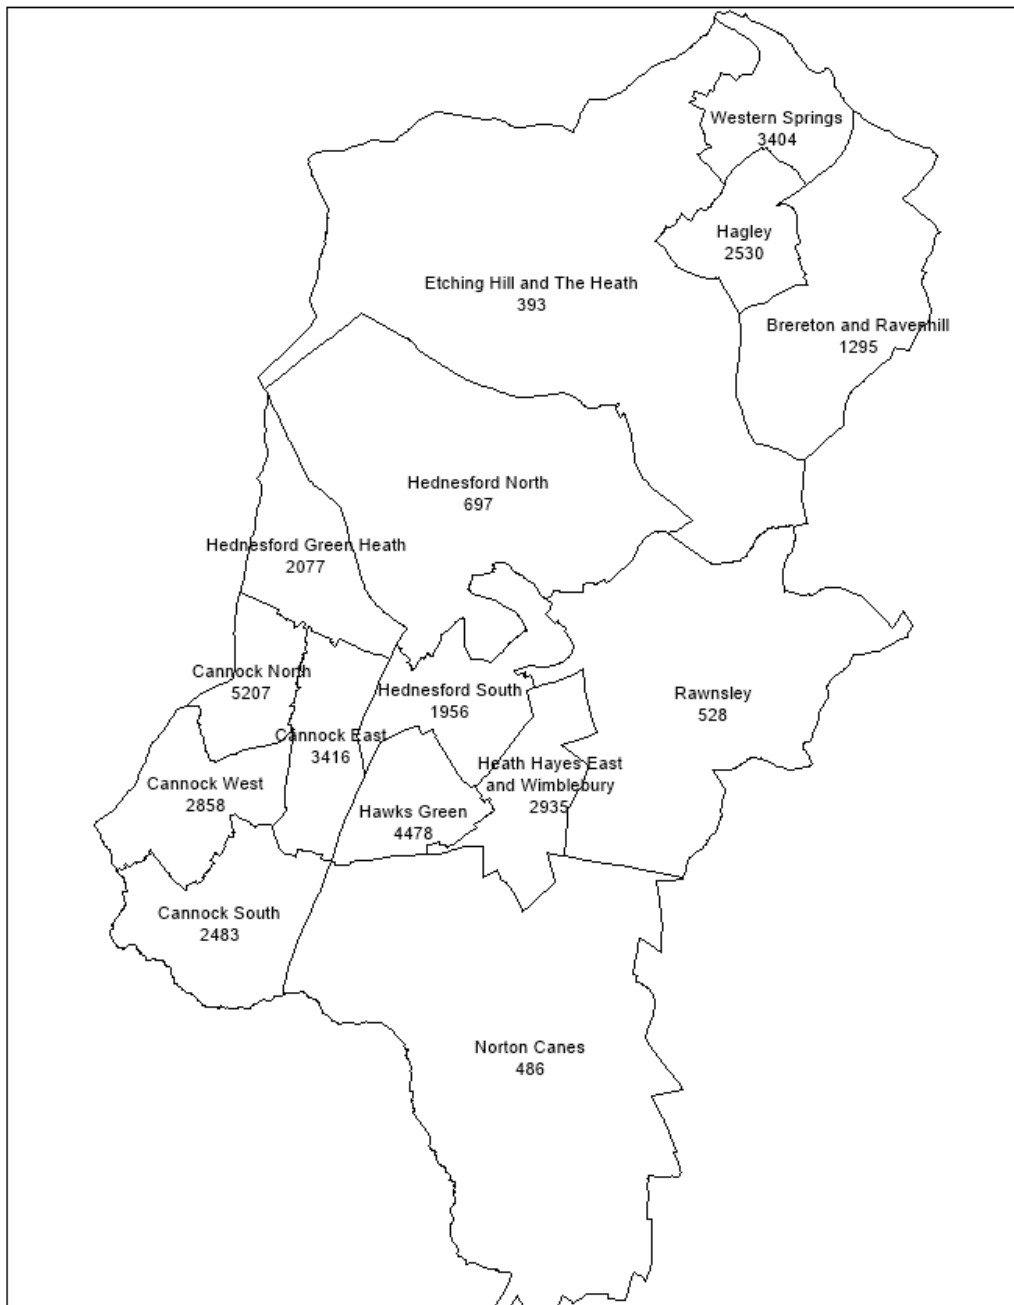 Western Springs
3404
Hagley
2530
Etching Hill and The Heath
393
Brereton and Ravenhill
1295
Hednesford North
697
Hednesford Green Heath
2077
Cannock North
5207
Hednesford South
1956
Rawnsley
528
Cannock East
3416
Heath Hayes East
and Wimblebury
2935
Cannock West
2858
Hawks Green
4478
Cannock South
2483
Norton Canes
486